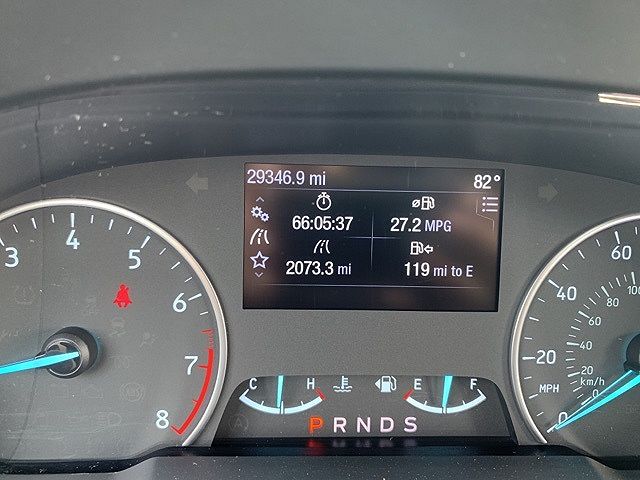 29346.9 mi 82°
66:05:37 27.2 MPG
2073.3 mi 119 mi to E
3 4 5 6 7 8
60 40 20 0
MPH
100 80 60 40 20 0
km/h
C H E F
P R N D S